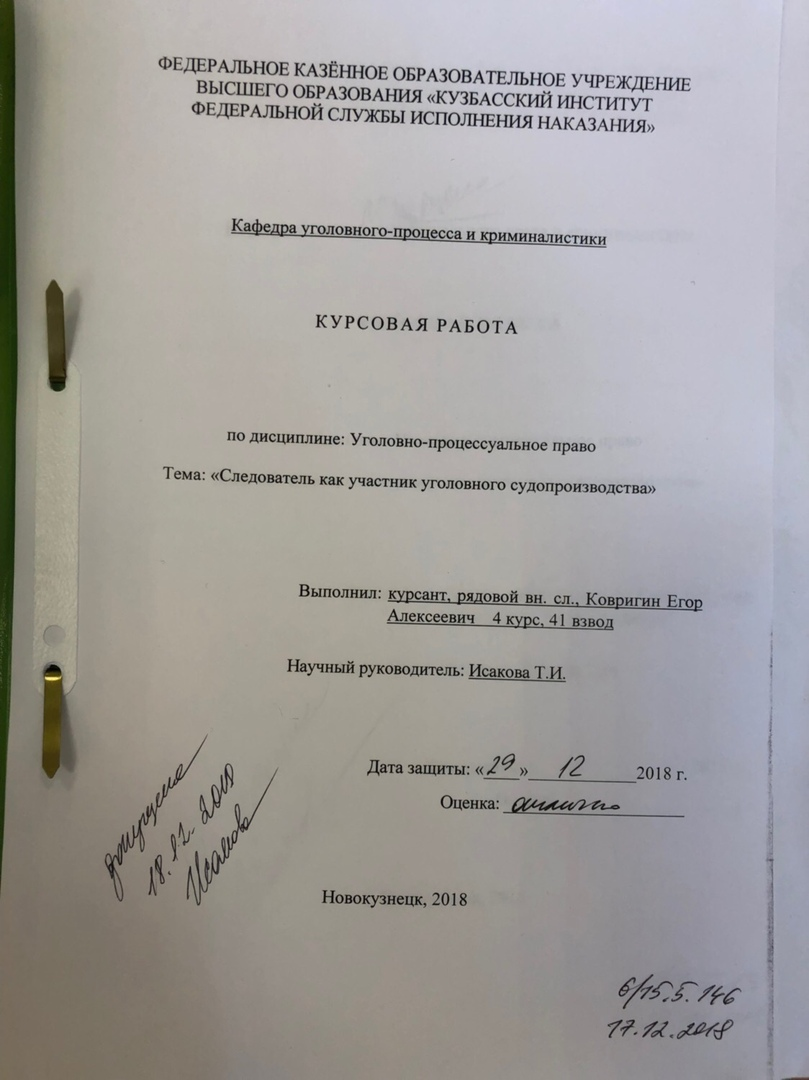 ФЕДЕРАЛЬНОЕ КАЗЁННОЕ ОБРАЗОВАТЕЛЬНОЕ УЧРЕЖДЕНИЕ
ВЫСШЕГО ОБРАЗОВАНИЯ «КУЗБАССКИЙ ИНСТИТУТ
ФЕДЕРАЛЬНОЙ СЛУЖБЫ ИСПОЛНЕНИЯ НАКАЗАНИЯ»
Кафедра уголовного-процесса и криминалистики
КУРСОВАЯ РАБОТА
по дисциплине: Уголовно-процессуальное право
Тема: «Следователь как участник уголовного судопроизводства»
Выполнил: курсант, рядовой вн. сл., Ковригин Егор
Алексеевич 4 курс, 41 взвод
Научный руководитель: Исакова Т.И.
Дата защиты: «29» 12 2018 г.
Оценка: отлично
допущена
18.12.2018
Исакова
Новокузнецк, 2018
6/15.5.146
17.12.2018